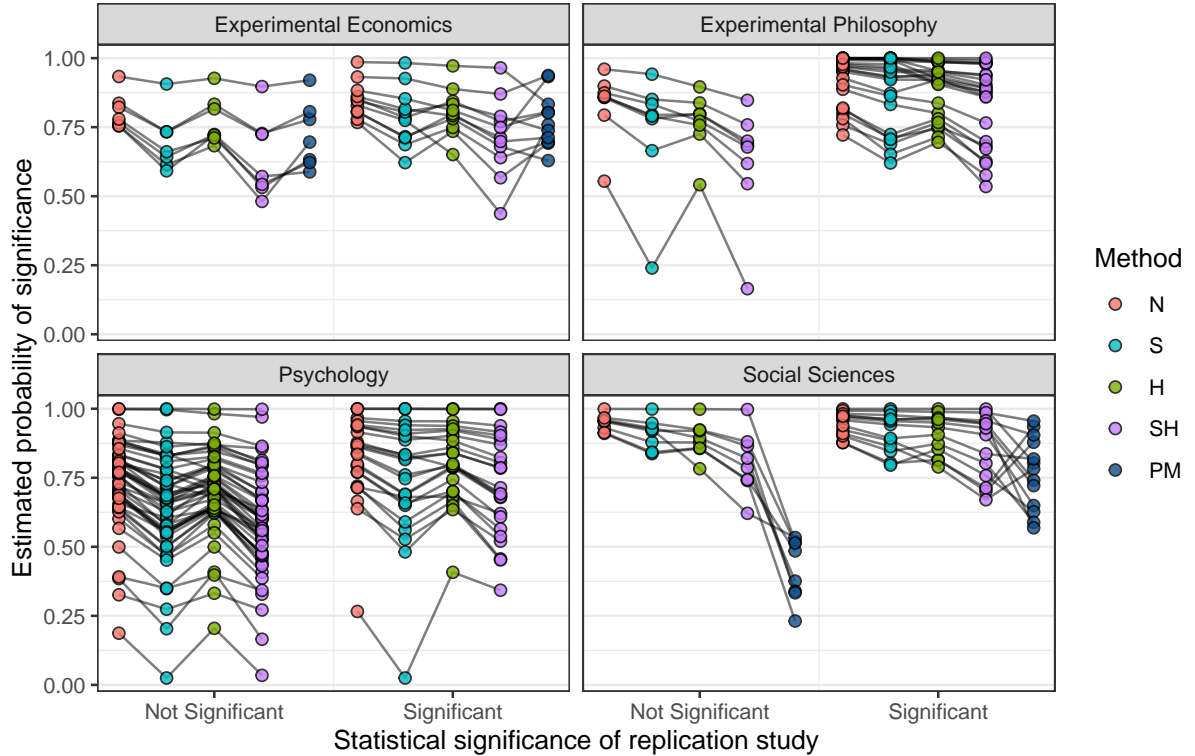 Experimental Economics
Experimental Philosophy
1.00
0.75
0.50
0.25
0.00
Psychology
Social Sciences
1.00
0.75
0.50
0.25
0.00
Not Significant
Significant
Not Significant
Significant
Statistical significance of replication study
Estimated probability of significance
Method
N
S
H
SH
PM